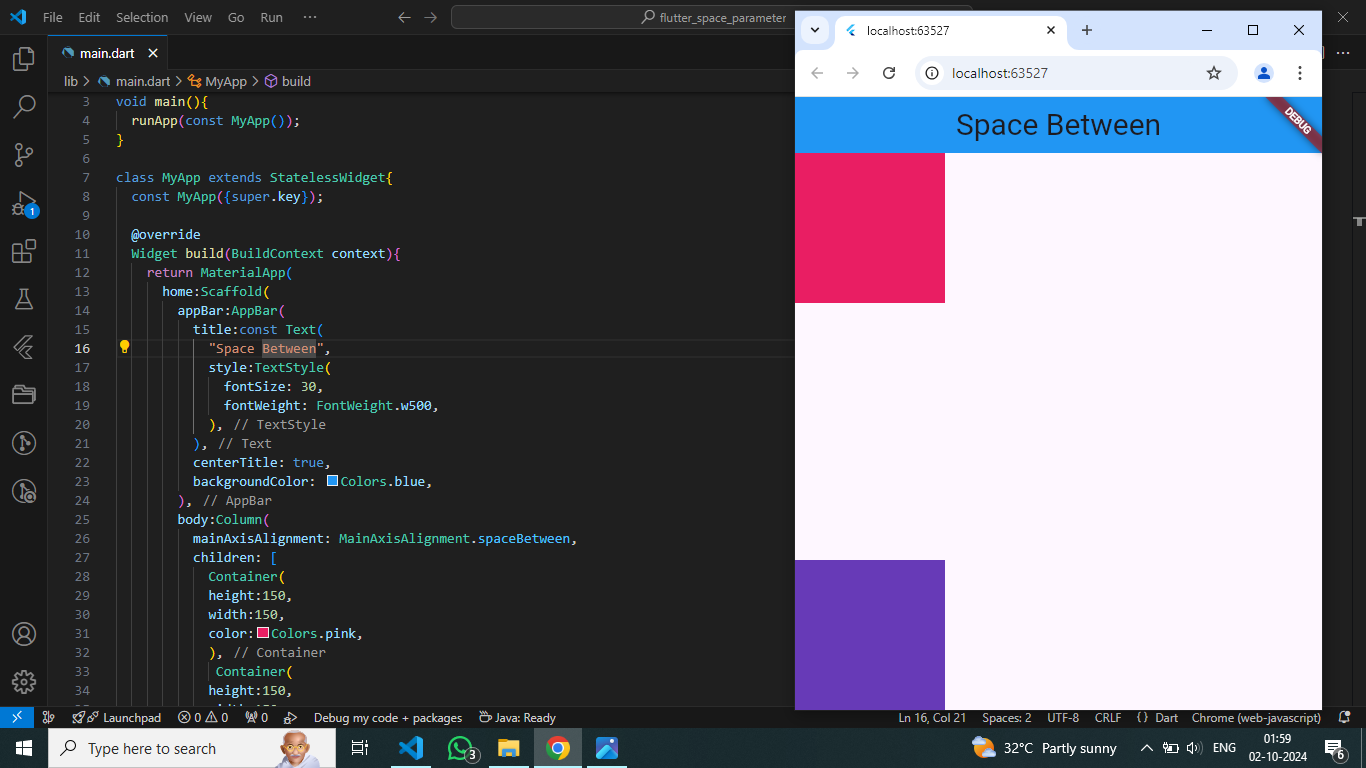 File Edit Selection View Go Run ···
flutter_space_parameter
main.dart
lib > main.dart > MyApp > build
3 void main(){
4 runApp(const MyApp());
5 }
6
7 class MyApp extends StatelessWidget{
8 const MyApp({super.key});
9
10 @override
11 Widget build(BuildContext context){
12 return MaterialApp(
13 home:Scaffold(
14 appBar:AppBar(
15 title:const Text(
16 "Space Between",
17 style:TextStyle(
18 fontSize: 30,
19 fontWeight: FontWeight.w500,
20 ), // TextStyle
21 ), // Text
22 centerTitle: true,
23 backgroundColor: Colors.blue,
24 ), // AppBar
25 body:Column(
26 mainAxisAlignment: MainAxisAlignment.spaceBetween,
27 children: [
28 Container(
29 height:150,
30 width:150,
31 color:Colors.pink,
32 ), // Container
33 Container(
34 height:150,
1
localhost:63527
localhost:63527
Space Between
DEBUG
Launchpad 0 0 0 Debug my code + packages Java: Ready Ln 16, Col 21 Spaces: 2 UTF-8 CRLF {} Dart Chrome (web-javascript)
Type here to search
3
32°C Partly sunny
ENG
01:59
02-10-2024
6